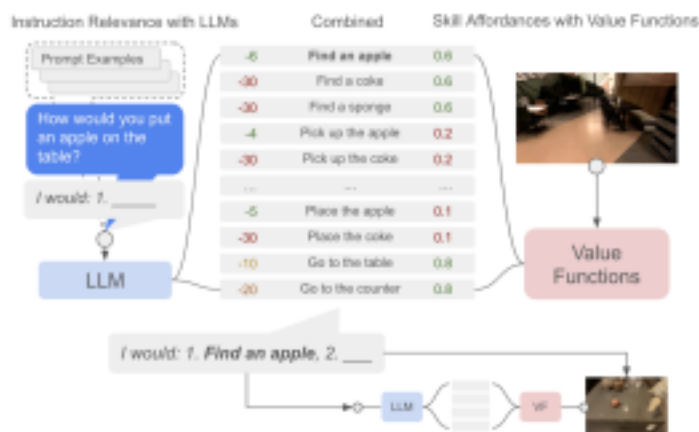 Instruction Relevance with LLMs
Combined
Skill Affordances with Value Functions
Prompt Examples
How would you put
an apple on the
table?
I would: 1. ______
LLM
-6 Find an apple 0.6
-30 Find a coke 0.6
-30 Find a sponge 0.6
-4 Pick up the apple 0.2
-30 Pick up the coke 0.2
... ... ...
-5 Place the apple 0.1
-30 Place the coke 0.1
-10 Go to the table 0.8
-20 Go to the counter 0.8
Value
Functions
I would: 1. Find an apple, 2. ___
LLM
VF